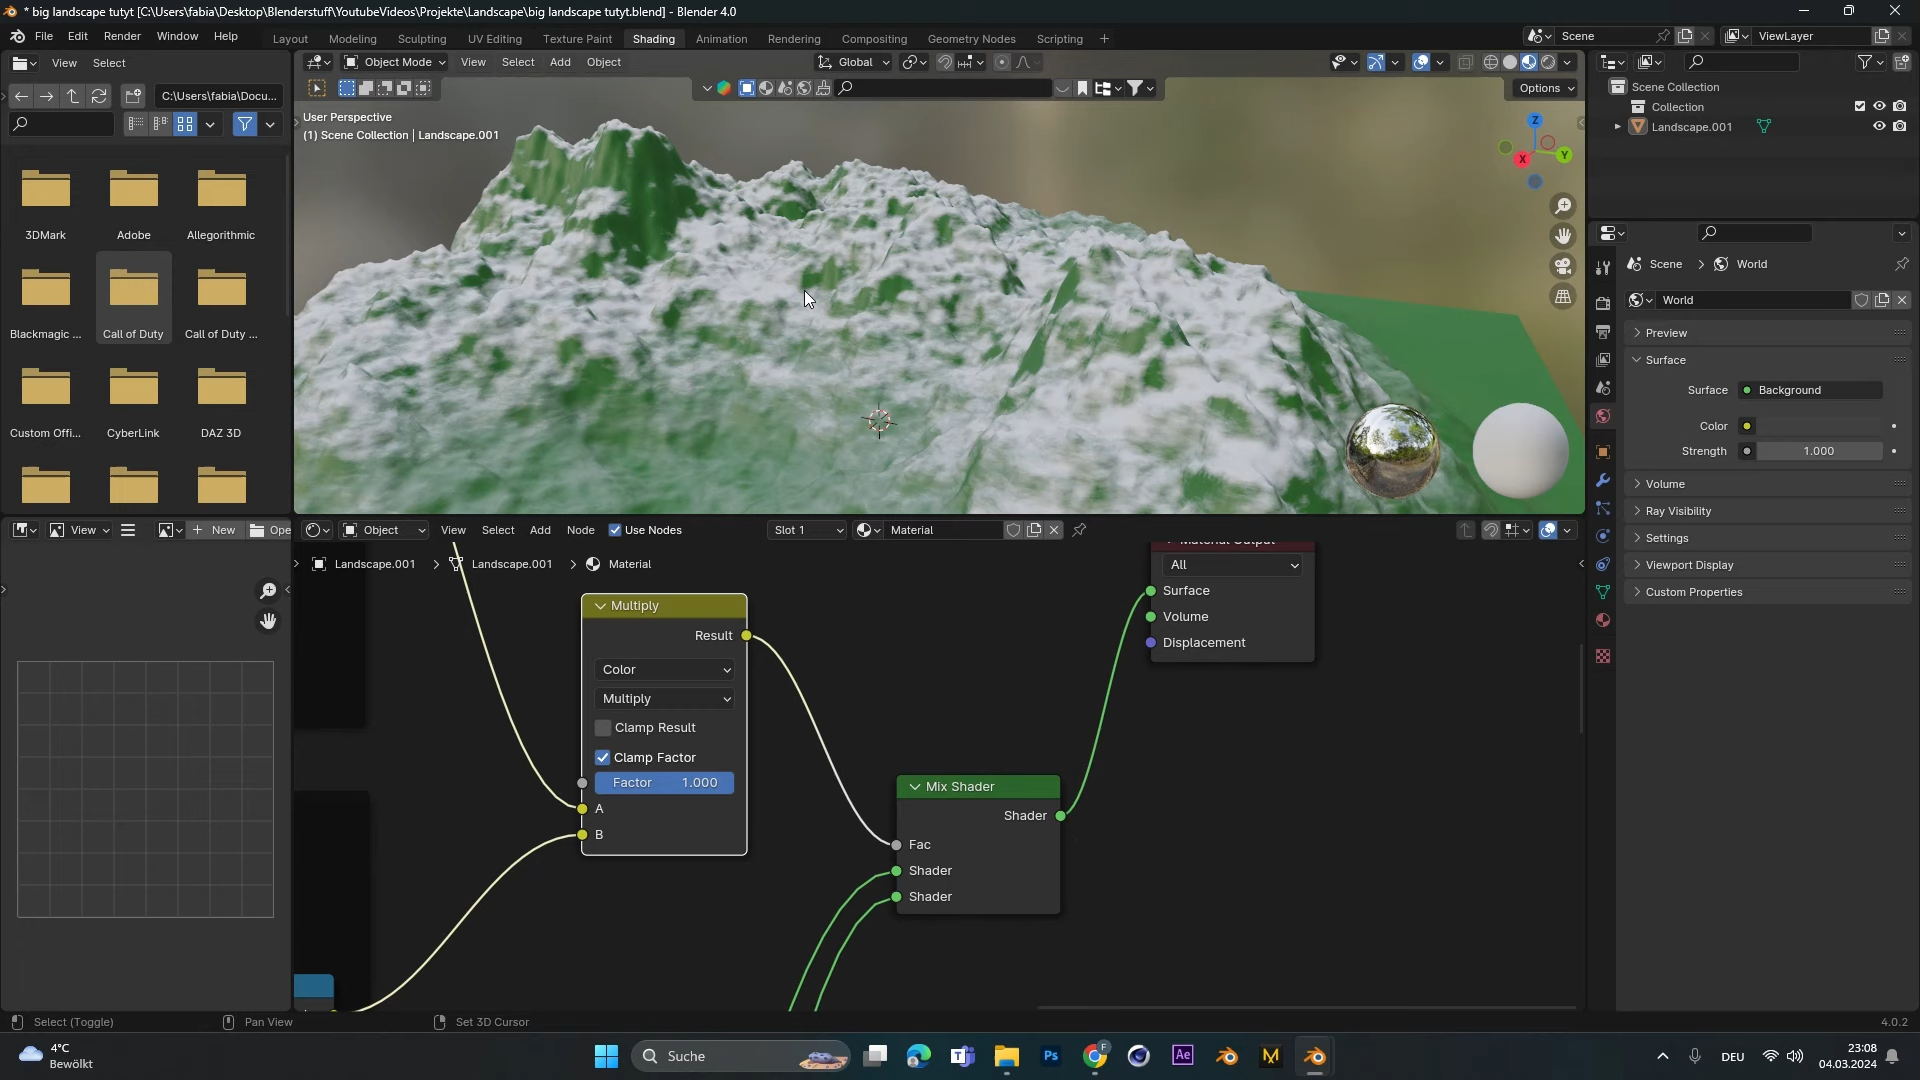 * big landscape tutyt [C:\Users\fabia\Desktop\Blenderstuff\YoutubeVideos\Projekte\Landscape\big landscape tutyt.blend] - Blender 4.0
File Edit Render Window Help
Layout Modeling Sculpting UV Editing Texture Paint Shading Animation Rendering Compositing Geometry Nodes Scripting +
Scene
ViewLayer
View Select
Object Mode View Select Add Object
Global
C:\Users\fabia\Docu...
Options
User Perspective
(1) Scene Collection | Landscape.001
Z
X
Y
3DMark
Adobe
Allegorithmic
Blackmagic ...
Call of Duty
Call of Duty ...
Custom Offi...
CyberLink
DAZ 3D
Scene Collection
Collection
Landscape.001
Scene > World
World
Preview
Surface
Surface Background
Color
Strength 1.000
Volume
Ray Visibility
Settings
Viewport Display
Custom Properties
View
New
Ope
Object View Select Add Node Use Nodes
Slot 1
Material
Landscape.001 > Landscape.001 > Material
Multiply
Result
Color
Multiply
Clamp Result
Clamp Factor
Factor 1.000
A
B
Material Output
All
Surface
Volume
Displacement
Mix Shader
Shader
Fac
Shader
Shader
Select (Toggle)
Pan View
Set 3D Cursor
4.0.2
4°C
Bewölkt
Suche
F
Ps
Ae
M
DEU
23:08
04.03.2024